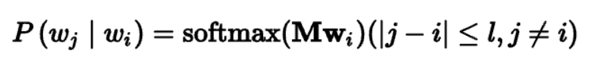 P(w_j | w_i) = softmax(Mw_i)(|j − i| ≤ l, j ≠ i)